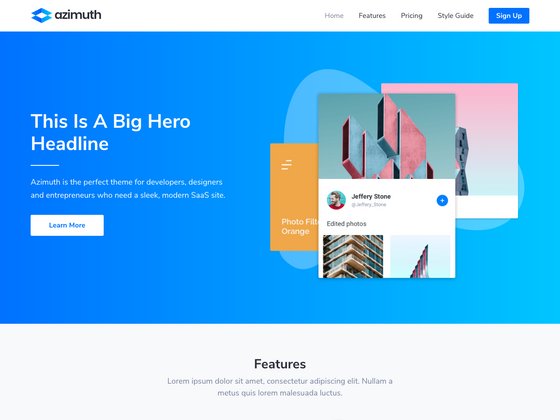 azimuth
Home
Features
Pricing
Style Guide
Sign Up
This Is A Big Hero
Headline
Azimuth is the perfect theme for developers, designers
and entrepreneurs who need a sleek, modern SaaS site.
Learn More
Photo Filte
Orange
Jeffery Stone
@Jeffery_Stone
Edited photos
Features
Lorem ipsum dolor sit amet, consectetur adipiscing elit. Nullam a
metus quis lorem malesuada luctus.